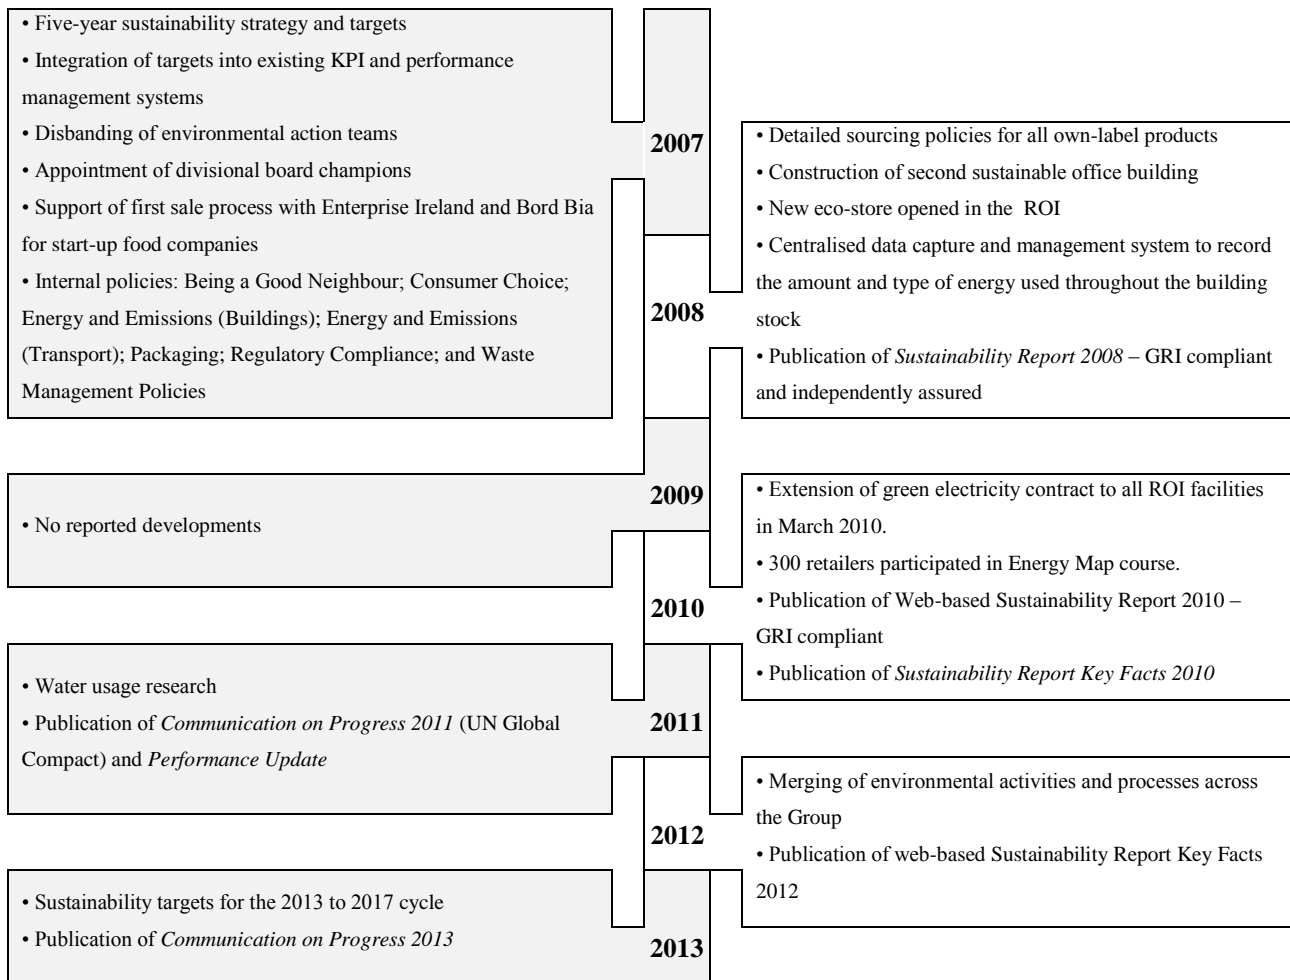 • Five-year sustainability strategy and targets
• Integration of targets into existing KPI and performance
management systems
• Disbanding of environmental action teams
• Appointment of divisional board champions
• Support of first sale process with Enterprise Ireland and Bord Bia
for start-up food companies
• Internal policies: Being a Good Neighbour; Consumer Choice;
Energy and Emissions (Buildings); Energy and Emissions
(Transport); Packaging; Regulatory Compliance; and Waste
Management Policies
2007
• Detailed sourcing policies for all own-label products
• Construction of second sustainable office building
• New eco-store opened in the ROI
• Centralised data capture and management system to record
the amount and type of energy used throughout the building
stock
• Publication of Sustainability Report 2008 – GRI compliant
and independently assured
2008
• No reported developments
2009
• Extension of green electricity contract to all ROI facilities
in March 2010.
• 300 retailers participated in Energy Map course.
• Publication of Web-based Sustainability Report 2010 –
GRI compliant
• Publication of Sustainability Report Key Facts 2010
2010
• Water usage research
• Publication of Communication on Progress 2011 (UN Global
Compact) and Performance Update
2011
• Merging of environmental activities and processes across
the Group
• Publication of web-based Sustainability Report Key Facts
2012
2012
• Sustainability targets for the 2013 to 2017 cycle
• Publication of Communication on Progress 2013
2013